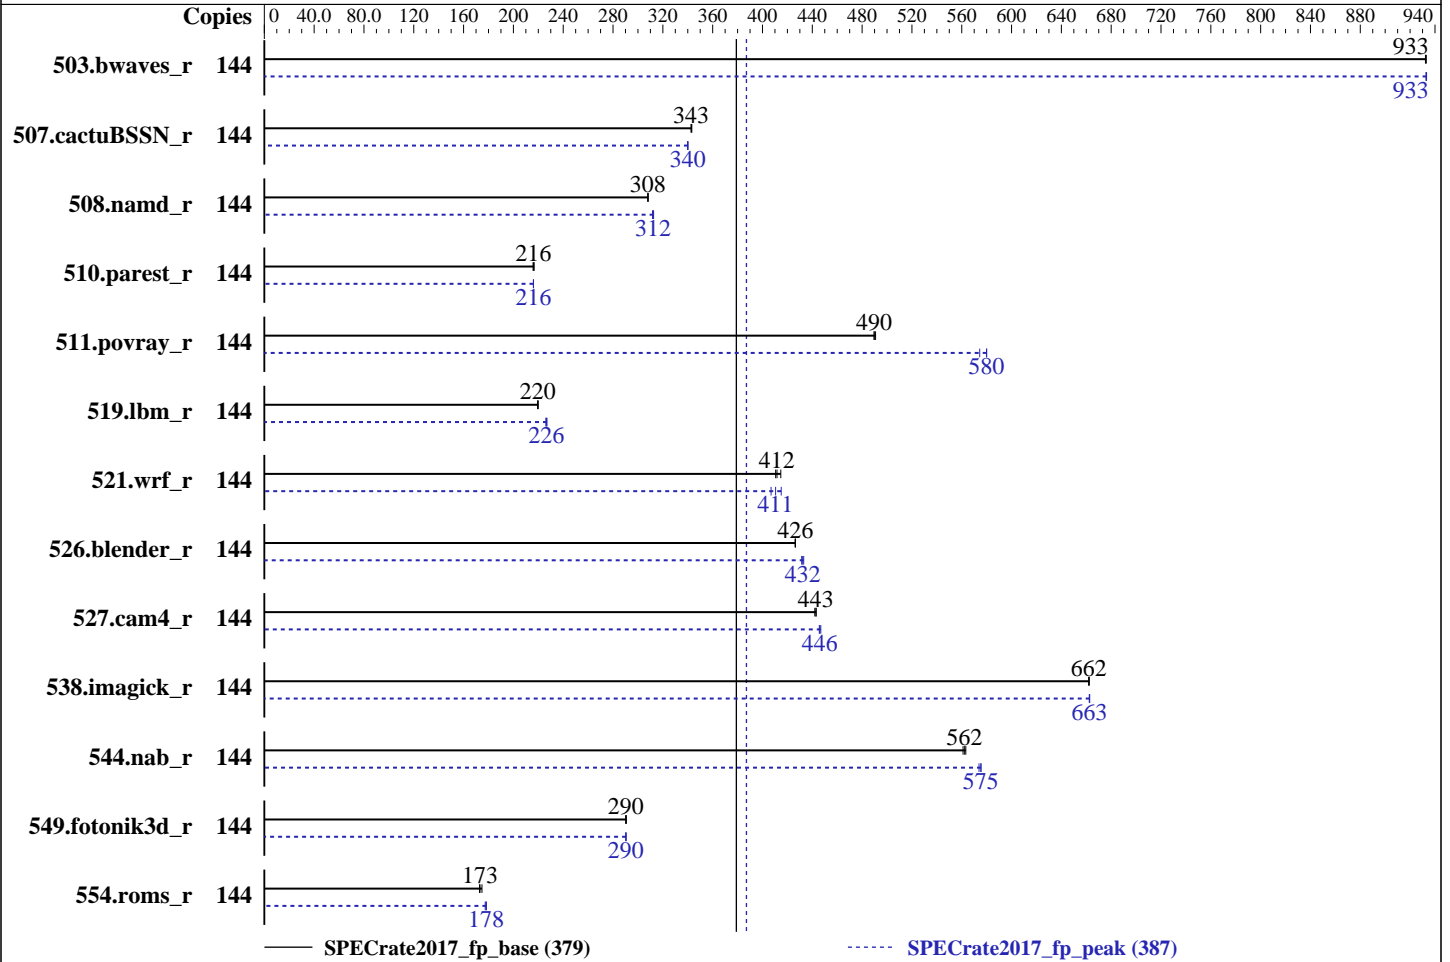 Copies 0 40.0 80.0 120 160 200 240 280 320 360 400 440 480 520 560 600 640 680 720 760 800 840 880 940
933
503.bwaves_r 144
933
343
507.cactuBSSN_r 144
340
308
508.namd_r 144
312
216
510.parest_r 144
216
490
511.povray_r 144
580
220
519.lbm_r 144
226
412
521.wrf_r 144
411
426
526.blender_r 144
432
443
527.cam4_r 144
446
662
538.imagick_r 144
663
562
544.nab_r 144
575
290
549.fotonik3d_r 144
290
173
554.roms_r 144
178
SPECrate2017_fp_base (379) SPECrate2017_fp_peak (387)